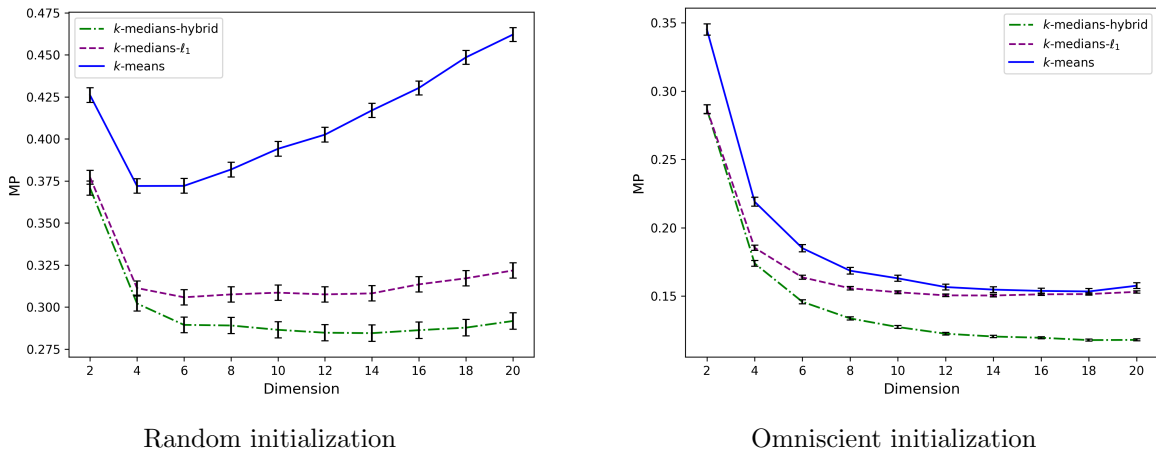 0.475
0.450
0.425
0.400
0.375
0.350
0.325
0.300
0.275
MP
k-medians-hybrid
k-medians-ℓ₁
k-means
2 4 6 8 10 12 14 16 18 20
Dimension
Random initialization
0.35
0.30
0.25
0.20
0.15
MP
k-medians-hybrid
k-medians-ℓ₁
k-means
2 4 6 8 10 12 14 16 18 20
Dimension
Omniscient initialization